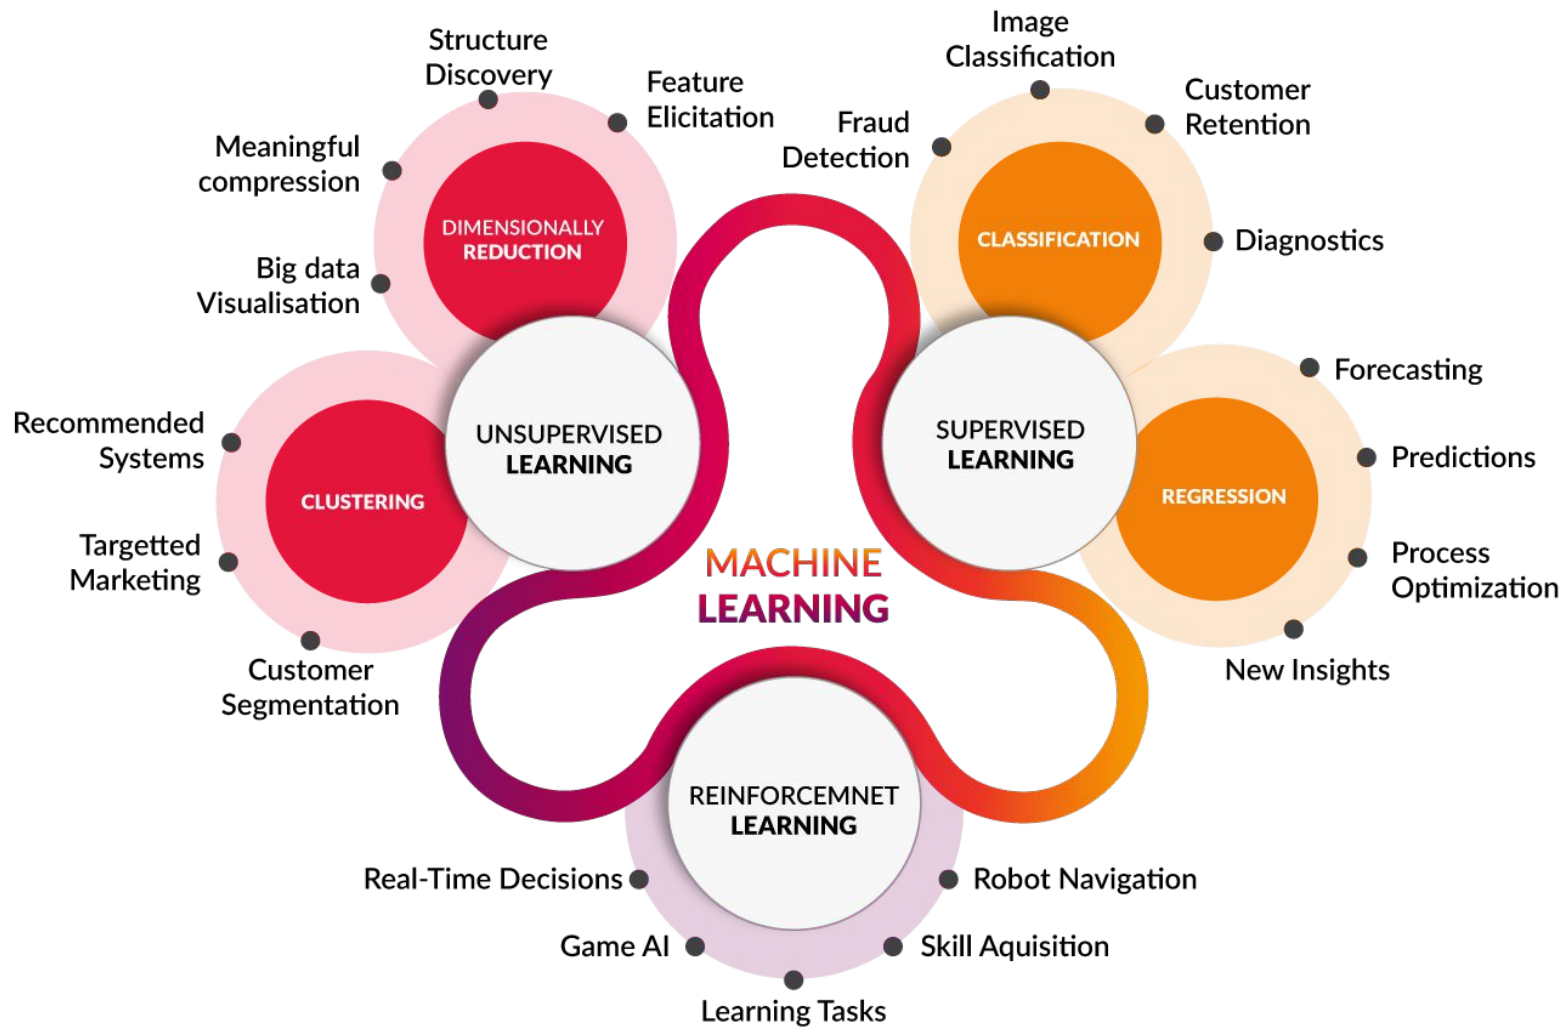 Structure
Discovery
Feature
Elicitation
Meaningful
compression
Big data
Visualisation
DIMENSIONALLY
REDUCTION
Recommended
Systems
Targetted
Marketing
Customer
Segmentation
CLUSTERING
UNSUPERVISED
LEARNING
Image
Classification
Fraud
Detection
Customer
Retention
Diagnostics
CLASSIFICATION
SUPERVISED
LEARNING
Forecasting
Predictions
Process
Optimization
New Insights
REGRESSION
MACHINE
LEARNING
REINFORCEMNET
LEARNING
Real-Time Decisions
Game AI
Learning Tasks
Skill Aquisition
Robot Navigation